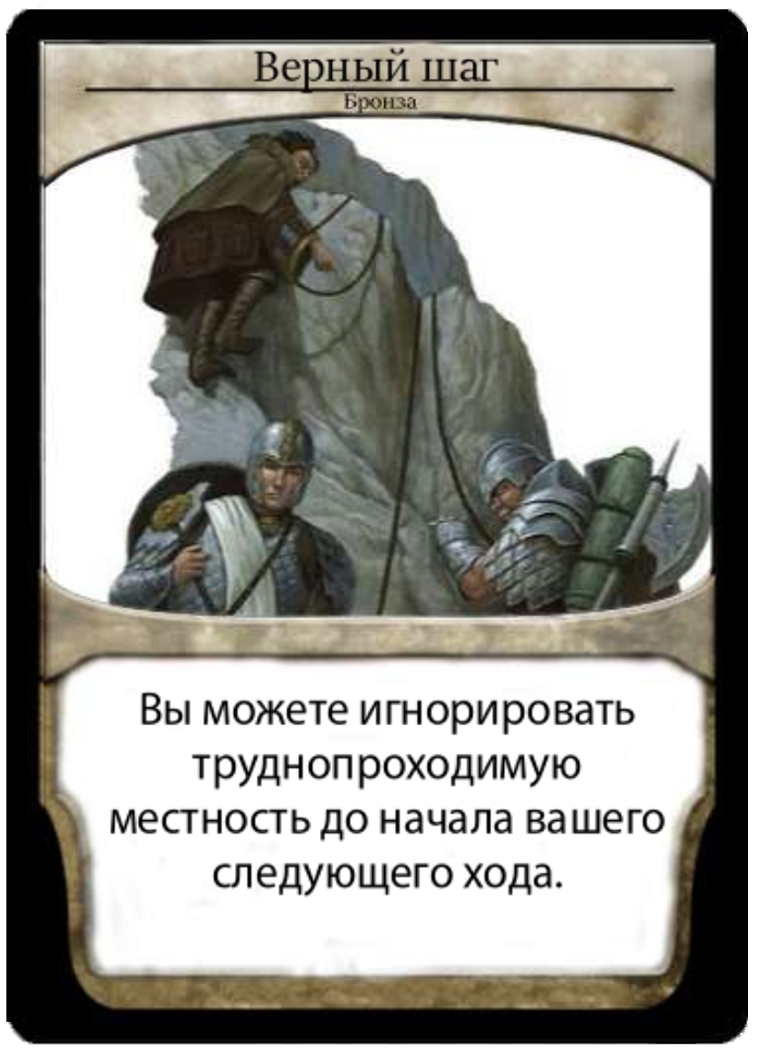 Верный шаг
Бронза
Вы можете игнорировать
труднопроходимую
местность до начала вашего
следующего хода.